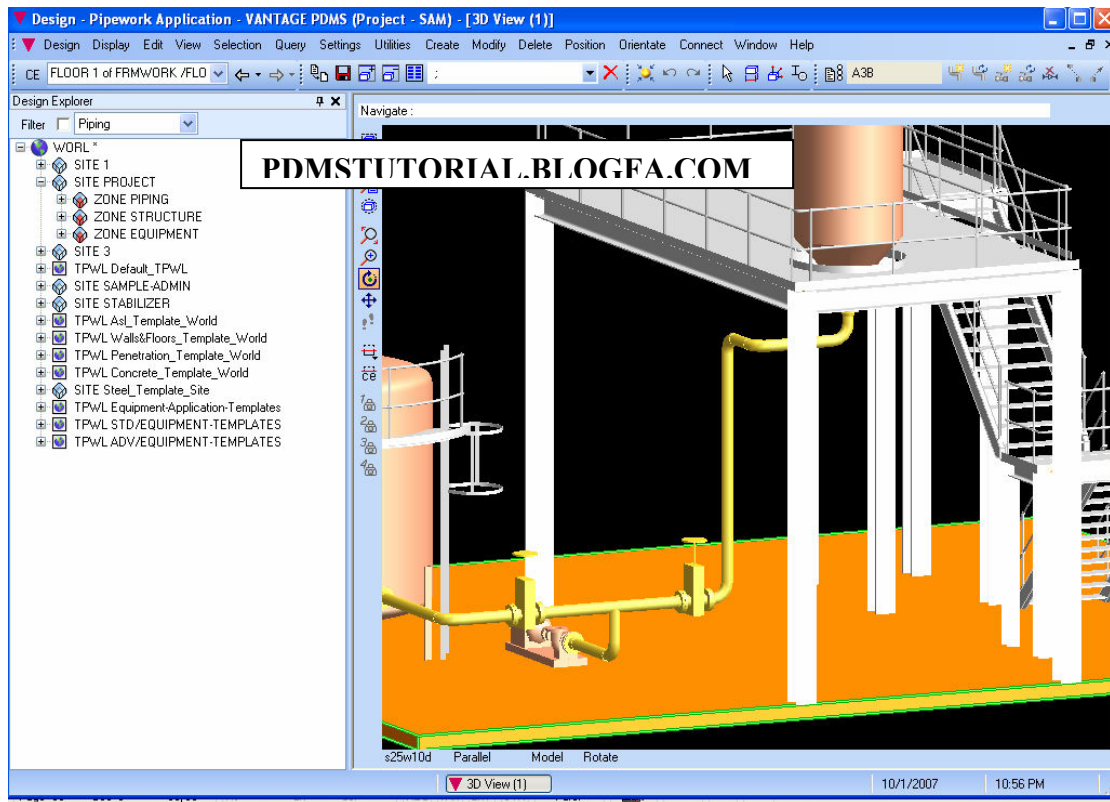 Design - Pipework Application - VANTAGE PDMS (Project - SAM) - [3D View (1)]
Design Display Edit View Selection Query Settings Utilities Create Modify Delete Position Orientate Connect Window Help
CE FLOOR 1 of FRMWORK /FLO ; A3B
Design Explorer
Filter Piping
Navigate :
PDMSTUTORIAL.BLOGFA.COM
WORL *
SITE 1
SITE PROJECT
ZONE PIPING
ZONE STRUCTURE
ZONE EQUIPMENT
SITE 3
TPWL Default_TPWL
SITE SAMPLE-ADMIN
SITE STABILIZER
TPWL Asl_Template_World
TPWL Walls&Floors_Template_World
TPWL Penetration_Template_World
TPWL Concrete_Template_World
SITE Steel_Template_Site
TPWL Equipment-Application-Templates
TPWL STD/EQUIPMENT-TEMPLATES
TPWL ADV/EQUIPMENT-TEMPLATES
ce
1
2
3
4
s25w10d Parallel Model Rotate
3D View (1)
10/1/2007 10:56 PM